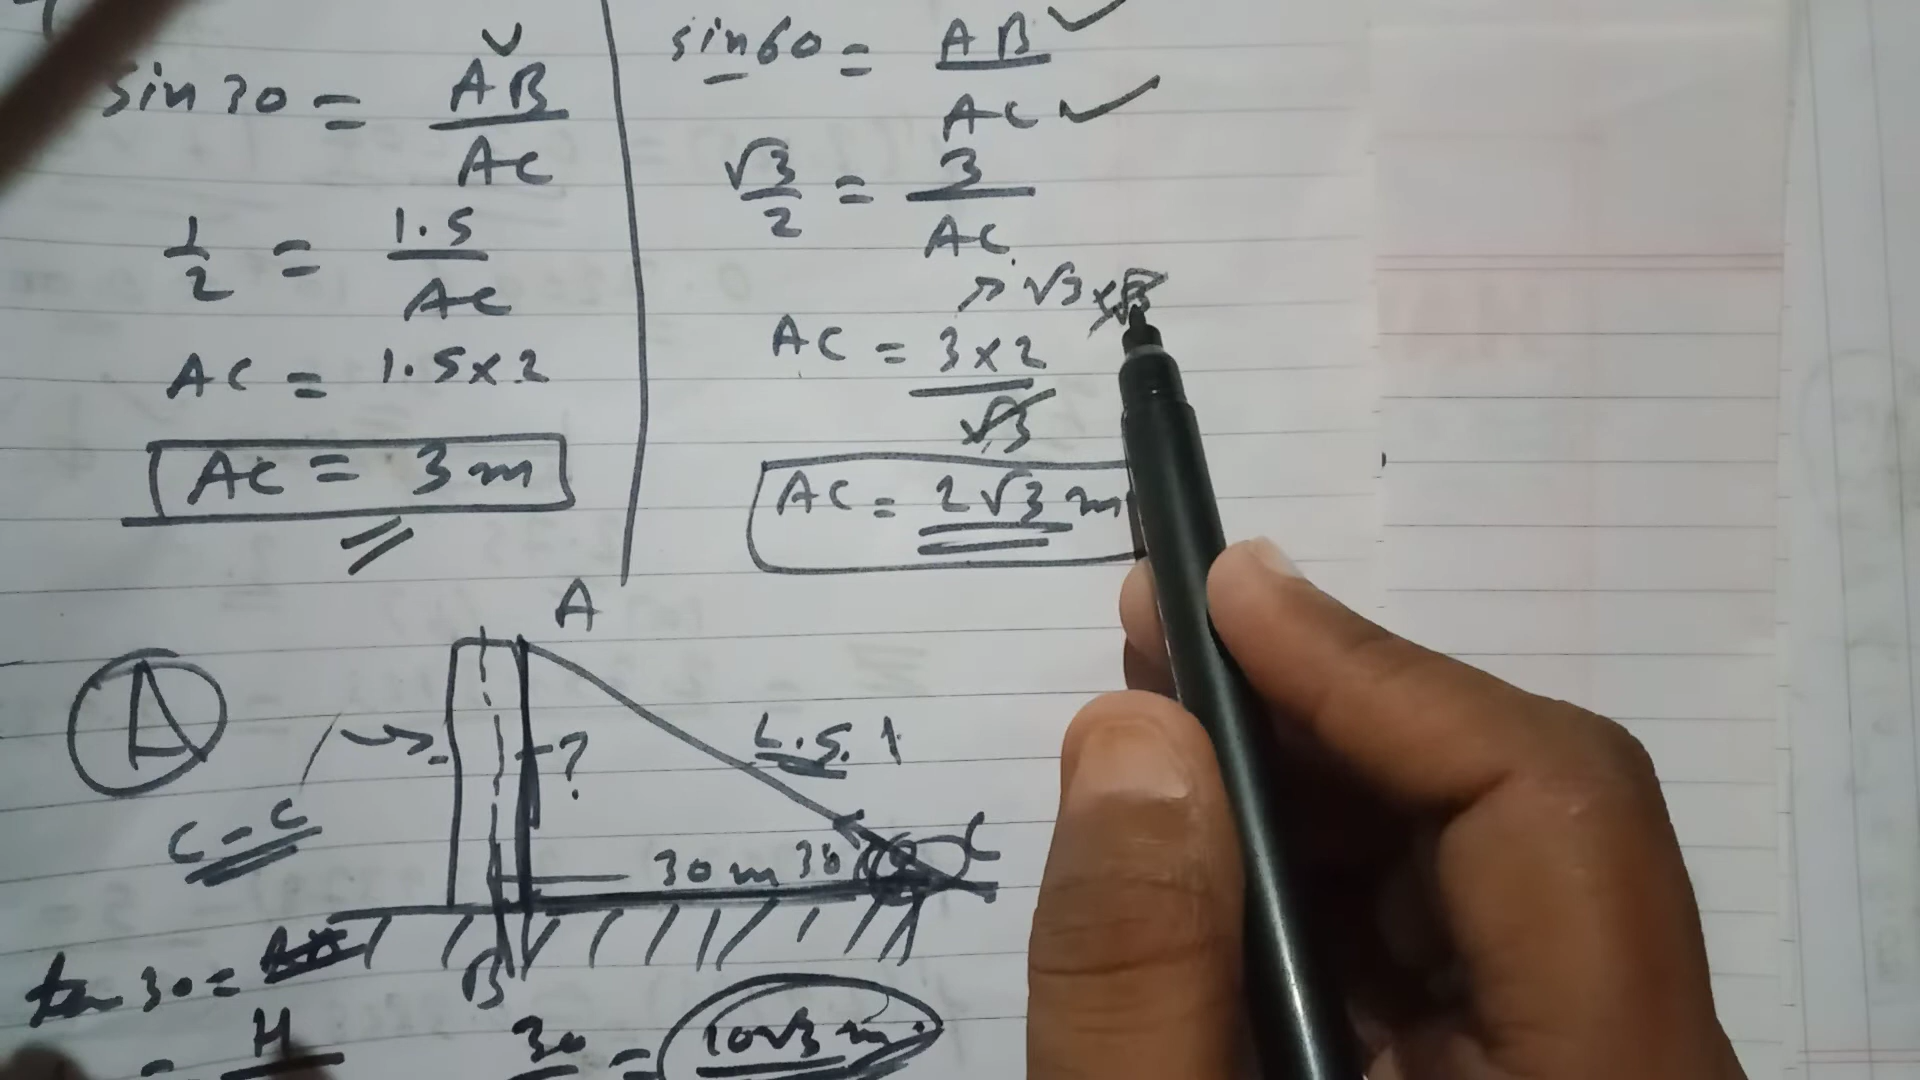 sin 30 = AB
AC
1/2 = 1.5
AC
AC = 1.5 x 2
AC = 3 m
sin 60 = AB
AC
√3/2 = 3
AC
√3 x √3
AC = 3 x 2
√3
AC = 2√3 m
A
A
?
L.S. 1
C - C
30 m 30
C
B
tan 30 =
= H
30 = 10√3 m